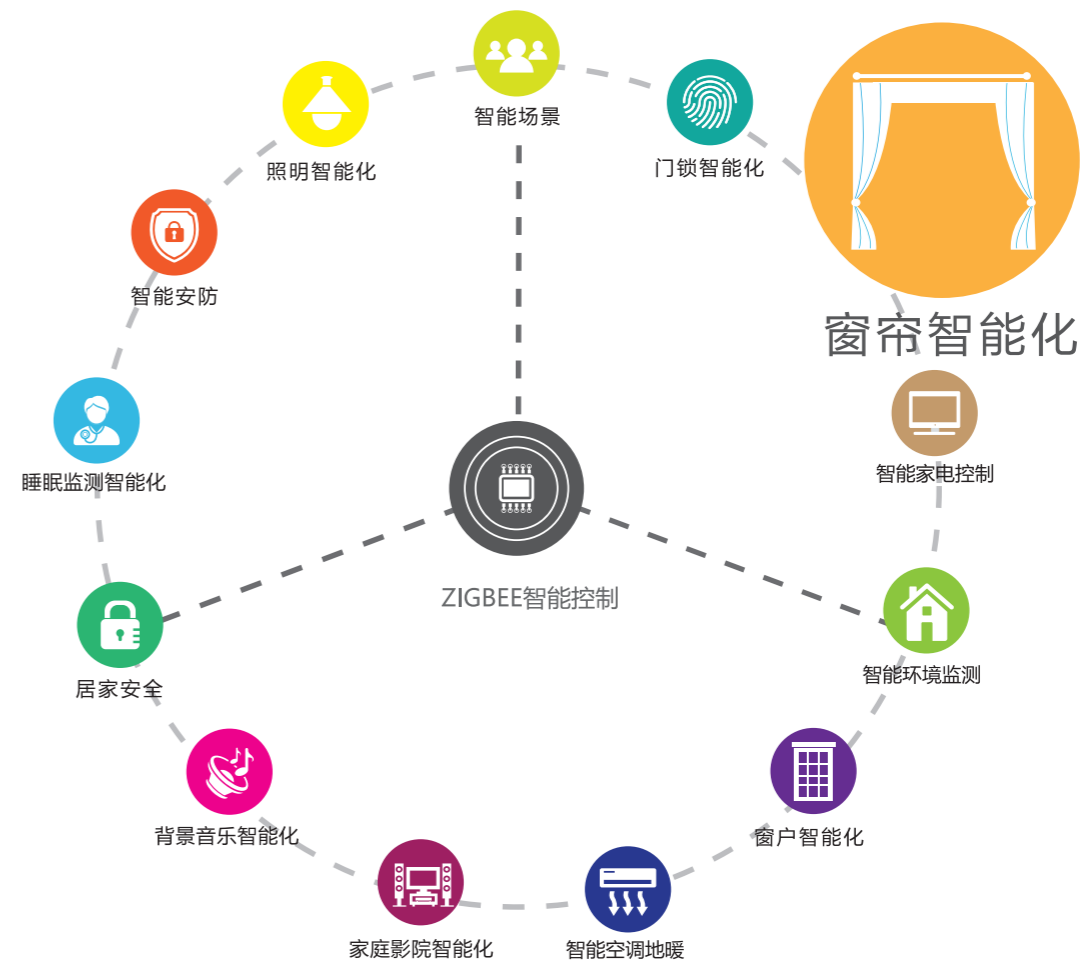 智能场景
门锁智能化
照明智能化
窗帘智能化
智能安防
智能家电控制
睡眠监测智能化
ZIGBEE智能控制
智能环境监测
居家安全
背景音乐智能化
窗户智能化
家庭影院智能化
智能空调地暖